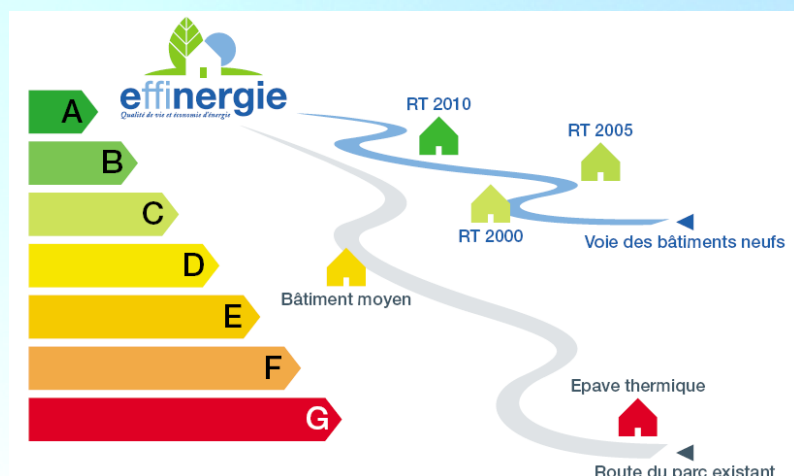 effinergie
Qualité de vie et économie d'énergie
A
B
C
D
E
F
G
RT 2010
RT 2005
RT 2000
Voie des bâtiments neufs
Bâtiment moyen
Epave thermique
Route du parc existant